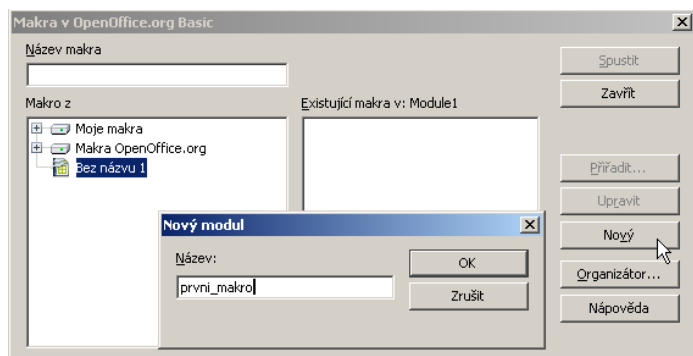 Makra v OpenOffice.org Basic
Název makra
Spustit
Zavřít
Makro z
Existující makra v: Module1
Moje makra
Makra OpenOffice.org
Bez názvu 1
Přiřadit...
Upravit
Nový
Organizátor...
Nápověda
Nový modul
Název:
prvni_makro
OK
Zrušit